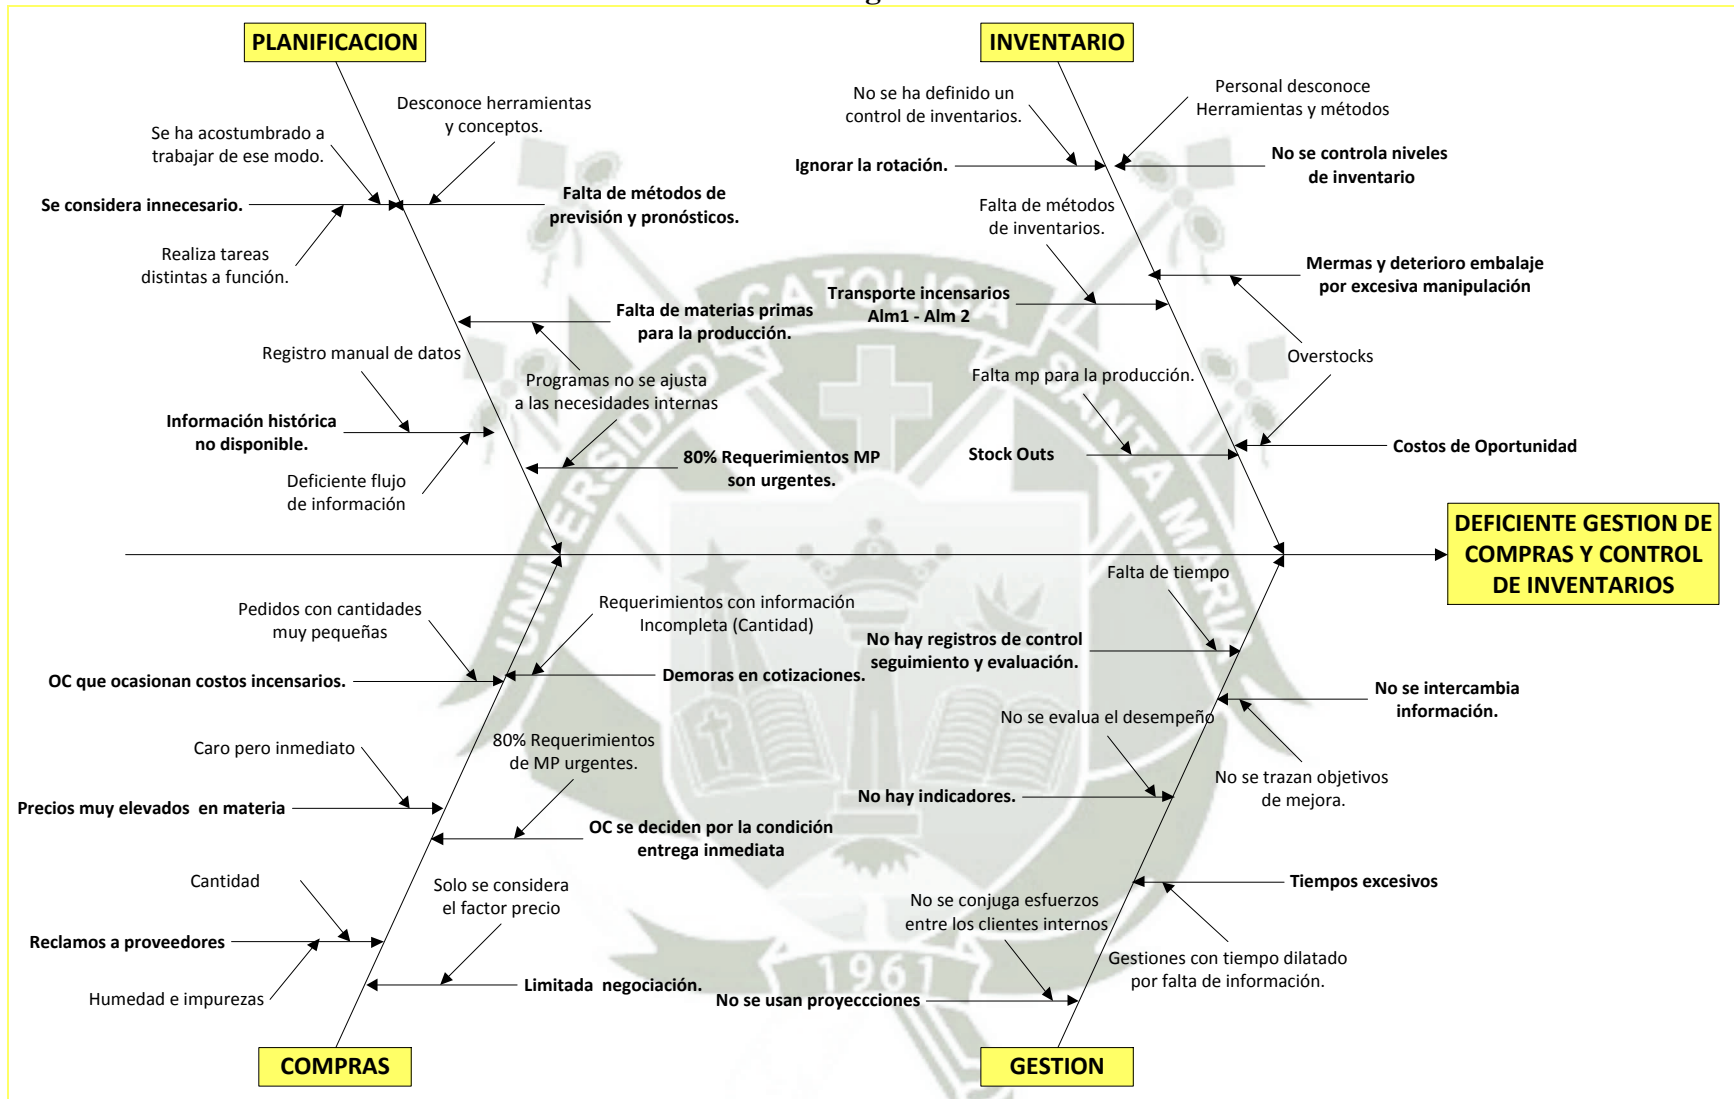 PLANIFICACION
Desconoce herramientas
y conceptos.
Se ha acostumbrado a
trabajar de ese modo.
Se considera innecesario.
Falta de métodos de
previsión y pronósticos.
Realiza tareas
distintas a función.
Falta de materias primas
para la producción.
Registro manual de datos
Programas no se ajusta
a las necesidades internas
Información histórica
no disponible.
80% Requerimientos MP
son urgentes.
Deficiente flujo
de información
INVENTARIO
No se ha definido un
control de inventarios.
Personal desconoce
Herramientas y métodos
Ignorar la rotación.
No se controla niveles
de inventario
Falta de métodos
de inventarios.
Mermas y deterioro embalaje
por excesiva manipulación
Transporte incensarios
Alm1 - Alm 2
Overstocks
Falta mp para la producción.
Stock Outs
Costos de Oportunidad
DEFICIENTE GESTION DE
COMPRAS Y CONTROL
DE INVENTARIOS
Pedidos con cantidades
muy pequeñas
Requerimientos con información
Incompleta (Cantidad)
OC que ocasionan costos incensarios.
Demoras en cotizaciones.
Caro pero inmediato
80% Requerimientos
de MP urgentes.
Precios muy elevados  en materia
OC se deciden por la condición
entrega inmediata
Cantidad
Solo se considera
el factor precio
Reclamos a proveedores
Humedad e impurezas
Limitada  negociación.
COMPRAS
Falta de tiempo
No hay registros de control
seguimiento y evaluación.
No se intercambia
información.
No se evalua el desempeño
No se trazan objetivos
de mejora.
No hay indicadores.
Tiempos excesivos
No se conjuga esfuerzos
entre los clientes internos
Gestiones con tiempo dilatado
por falta de información.
No se usan proyeccciones
GESTION
UNIVERSIDAD
CATOLICA
SANTA MARIA
1961